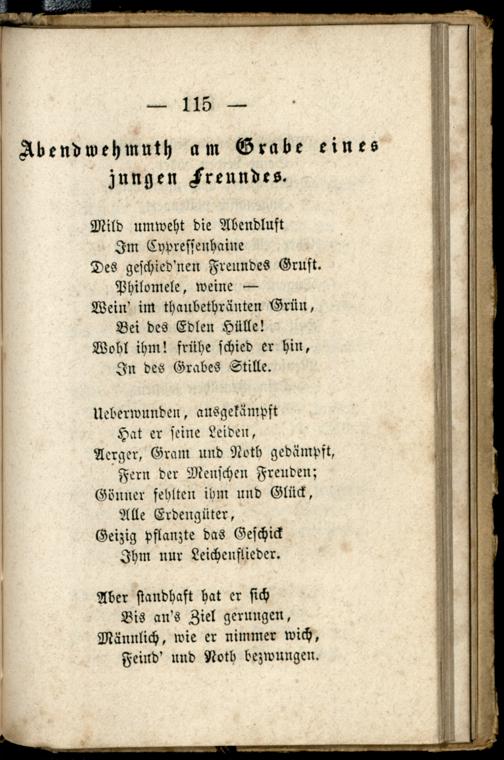 — 115 —
Abendwehmuth am Grabe eines
jungen Freundes.
Mild umweht die Abendluft
Im Cypressenhaine
Des geschied'nen Freundes Gruft.
Philomele, weine —
Wein' im thaubethränten Grün,
Bei des Edlen Hülle!
Wohl ihm! frühe schied er hin,
In des Grabes Stille.
Ueberwunden, ausgekämpft
Hat er seine Leiden,
Aerger, Gram und Noth gedämpft,
Fern der Menschen Freuden;
Gönner fehlten ihm und Glück,
Alle Erdengüter,
Geizig pflanzte das Geschick
Ihm nur Leichenflieder.
Aber standhaft hat er sich
Bis an's Ziel gerungen,
Männlich, wie er nimmer wich,
Feind' und Noth bezwungen.